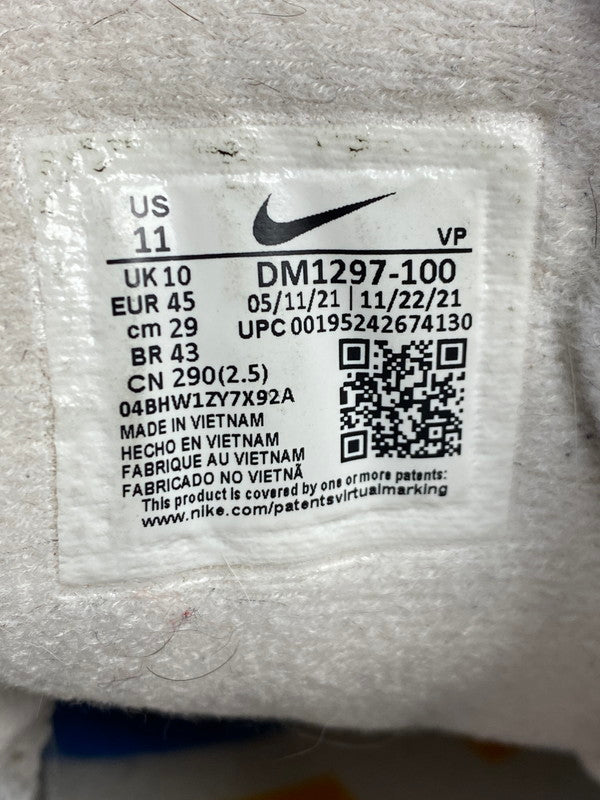 US
11
VP
UK 10
DM1297-100
EUR 45
05/11/21 | 11/22/21
cm 29
UPC 00195242674130
BR 43
CN 290(2.5)
04BHW1ZY7X92A
MADE IN VIETNAM
HECHO EN VIETNAM
FABRIQUE AU VIETNAM
FABRICADO NO VIETNÃ
This product is covered by one or more patents:
www.nike.com/patentsvirtualmarking